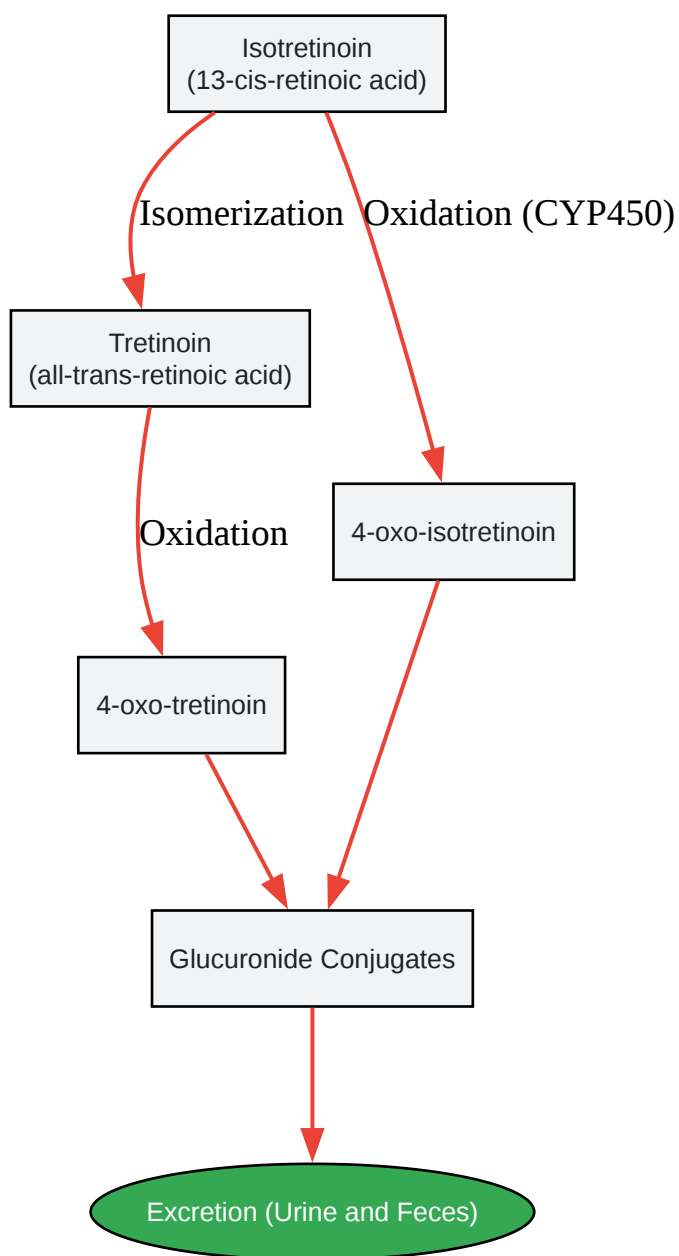 Isotretinoin
(13-cis-retinoic acid)
Isomerization
Oxidation (CYP450)
Tretinoin
(all-trans-retinoic acid)
Oxidation
4-oxo-isotretinoin
4-oxo-tretinoin
Glucuronide Conjugates
Excretion (Urine and Feces)